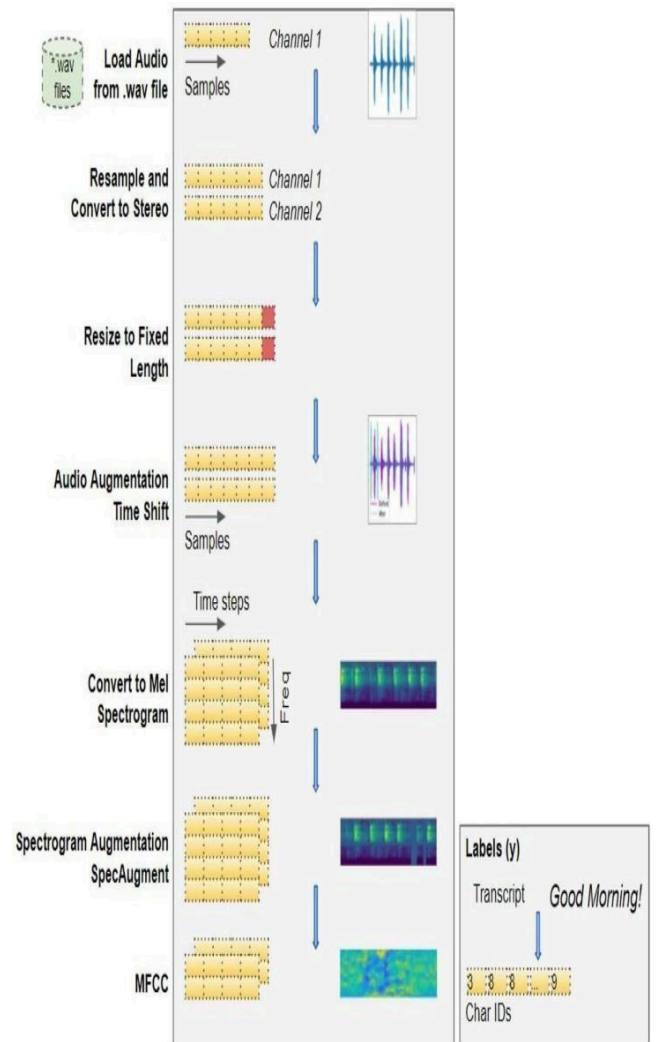 *.wav
files
Load Audio
from .wav file
Channel 1
Samples
Resample and
Convert to Stereo
Channel 1
Channel 2
Resize to Fixed
Length
Audio Augmentation
Time Shift
Samples
Time steps
Convert to Mel
Spectrogram
Freq
Spectrogram Augmentation
SpecAugment
MFCC
Labels (y)
Transcript
Good Morning!
3 8 8 ... 9
Char IDs